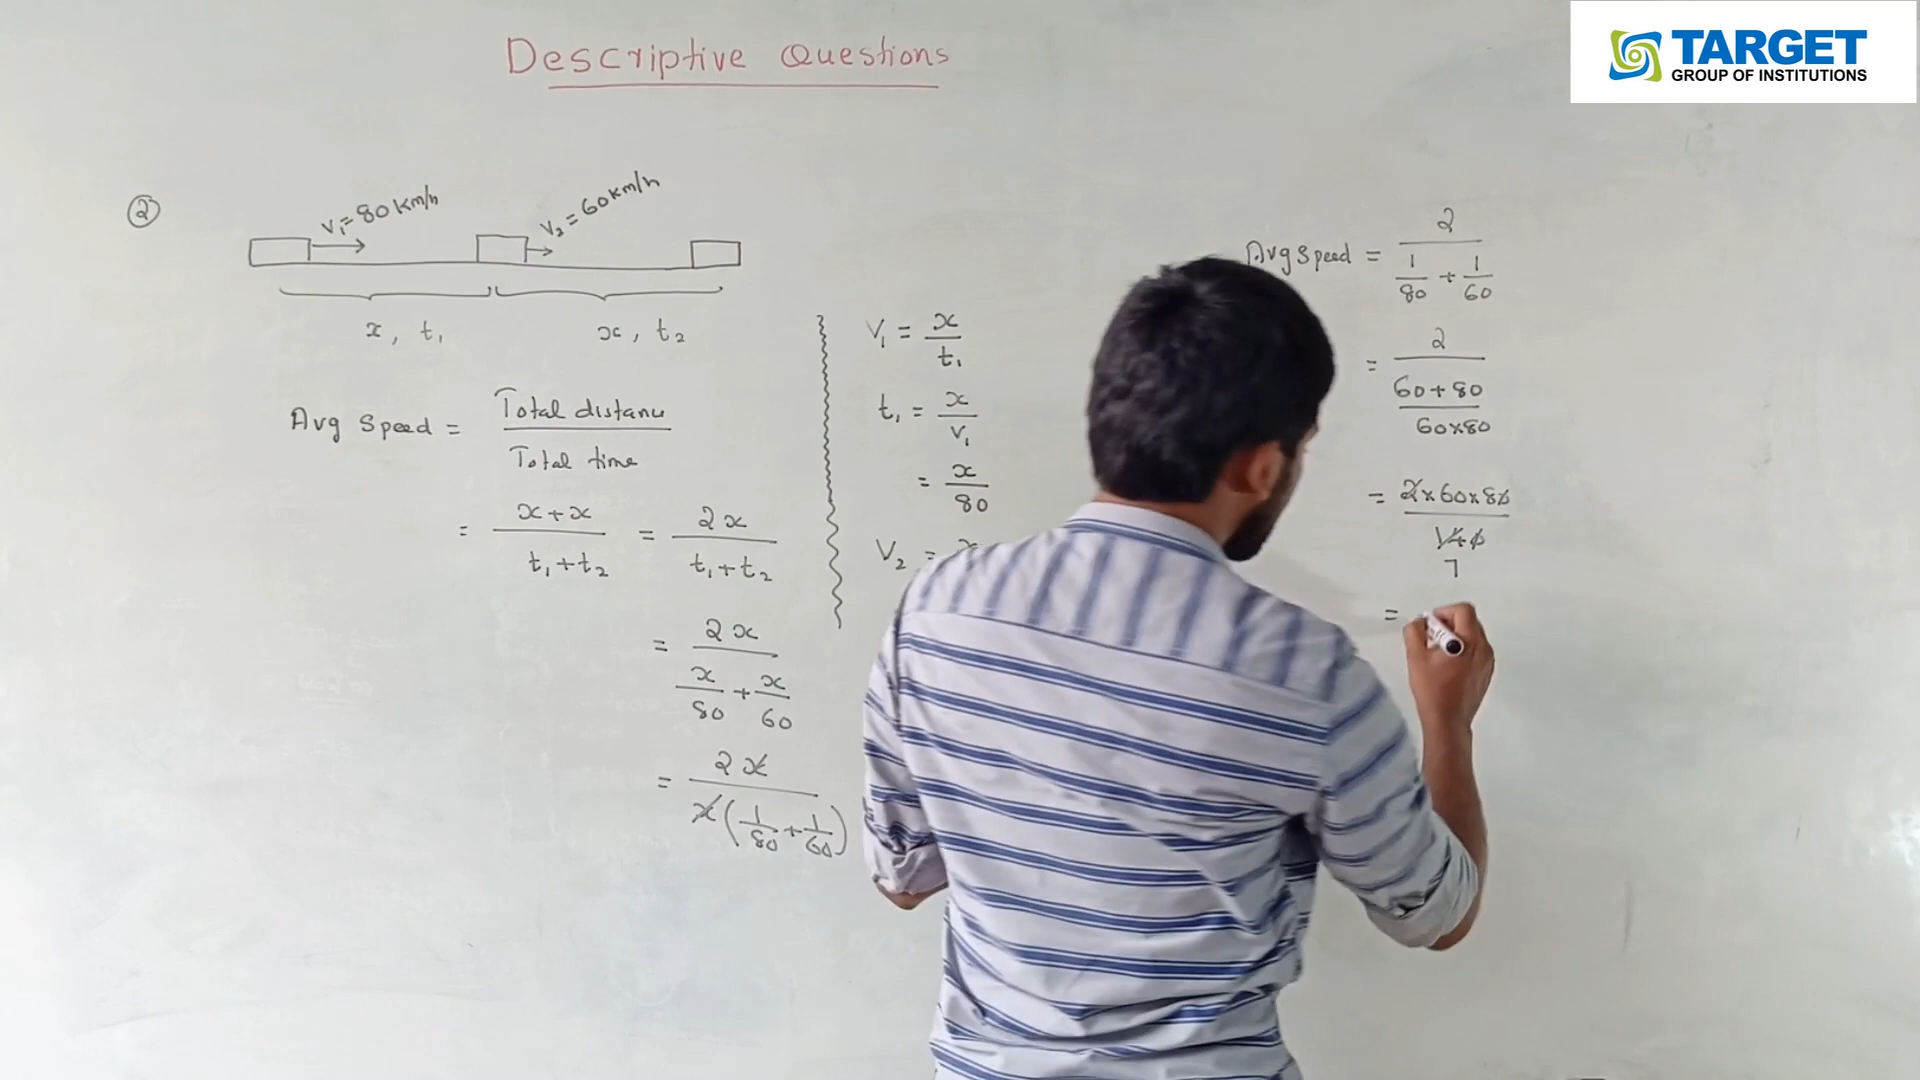 TARGET
GROUP OF INSTITUTIONS
Descriptive Questions
②
V₁ = 80 km/h
V₂ = 60 km/h
x, t₁
x, t₂
Avg Speed = Total distance / Total time
= x + x / t₁ + t₂ = 2x / t₁ + t₂
= 2x / x/80 + x/60
= 2x / x(1/80 + 1/60)
V₁ = x / t₁
t₁ = x / V₁
= x / 80
V₂ =
Avg Speed = 2 / 1/80 + 1/60
= 2 / 60 + 80 / 60×80
= 2×60×80 / 140
7
=